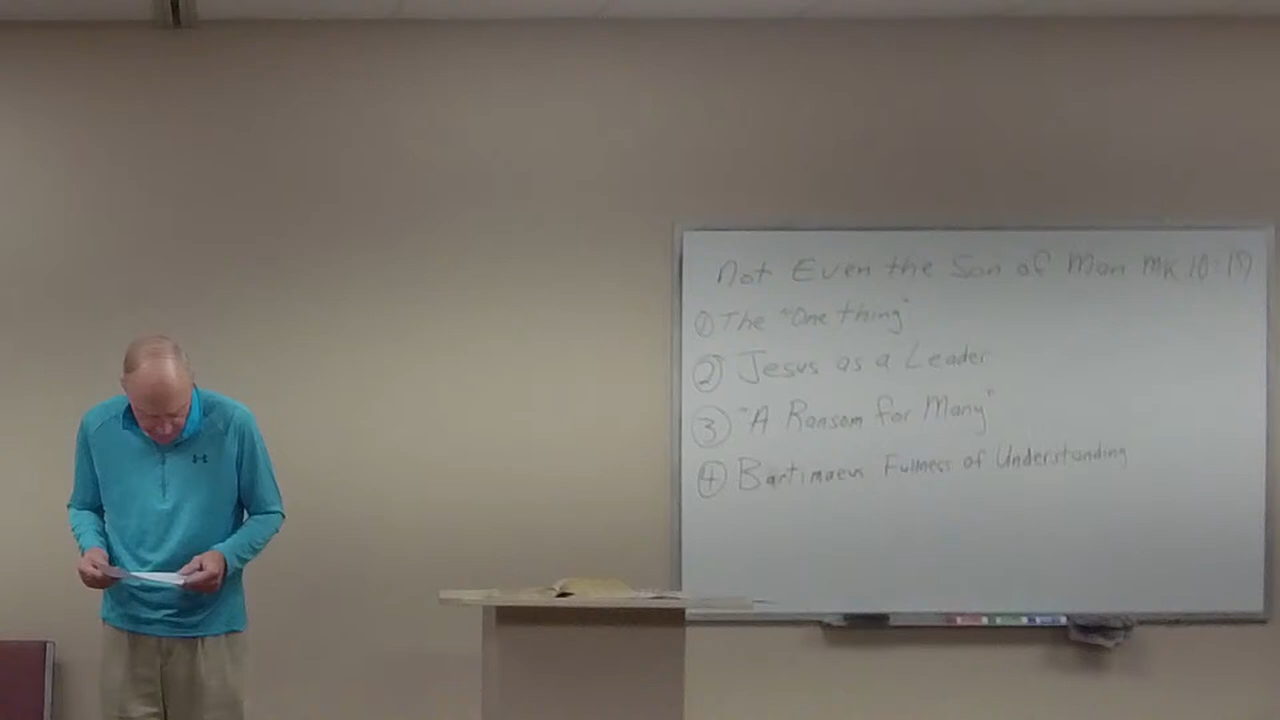 Not Even the Son of Man MK 10:17
① The "One thing"
② Jesus as a Leader
③ "A Ransom for Many"
④ Bartimaeus Fullness of Understanding